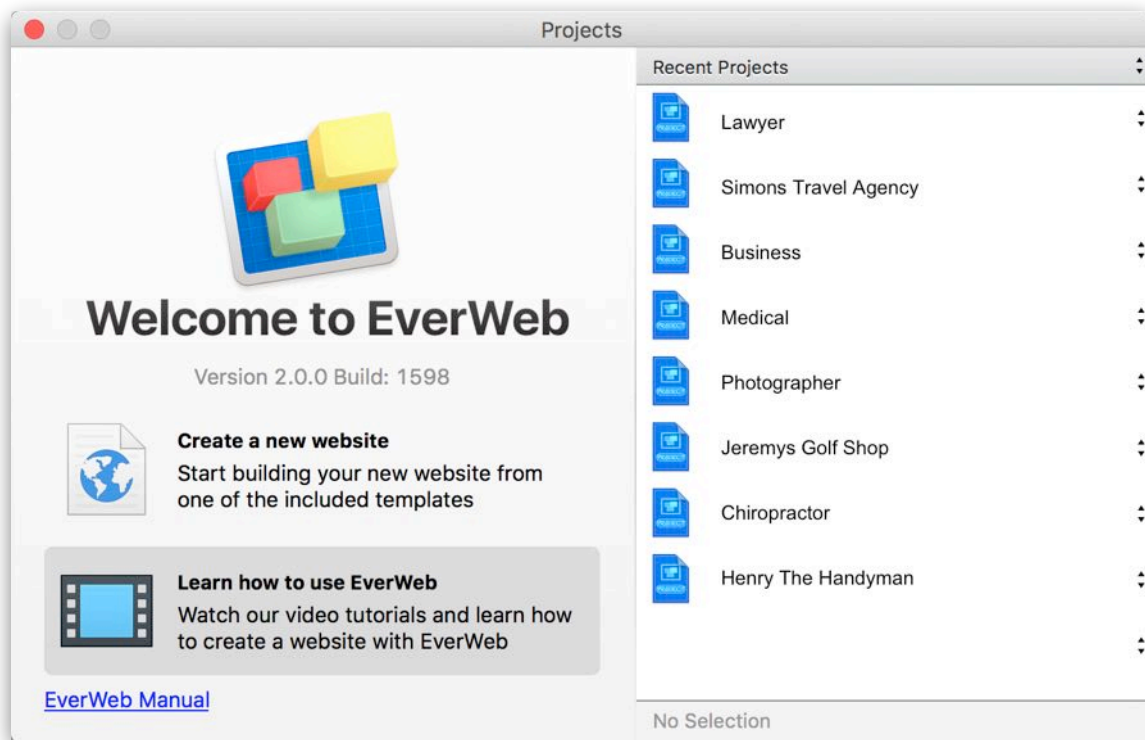 Projects
Welcome to EverWeb
Version 2.0.0 Build: 1598
Create a new website
Start building your new website from
one of the included templates
Learn how to use EverWeb
Watch our video tutorials and learn how
to create a website with EverWeb
EverWeb Manual
Recent Projects
Lawyer
Simons Travel Agency
Business
Medical
Photographer
Jeremys Golf Shop
Chiropractor
Henry The Handyman
No Selection